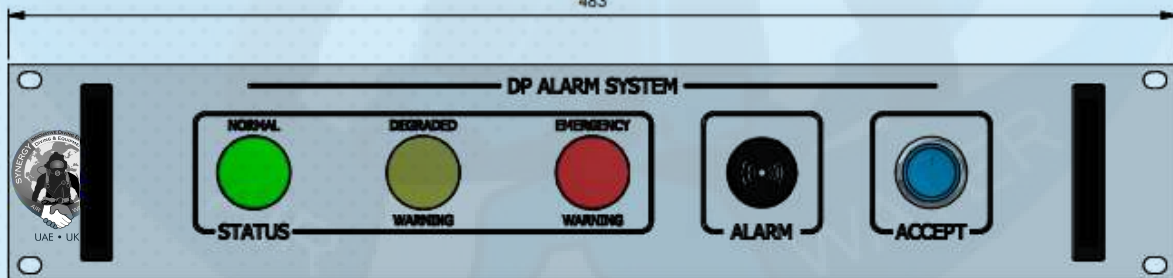 483
DP ALARM SYSTEM
NORMAL
DEGRADED
EMERGENCY
WARNING
WARNING
STATUS
ALARM
ACCEPT
SYNERGY
UAE • UK